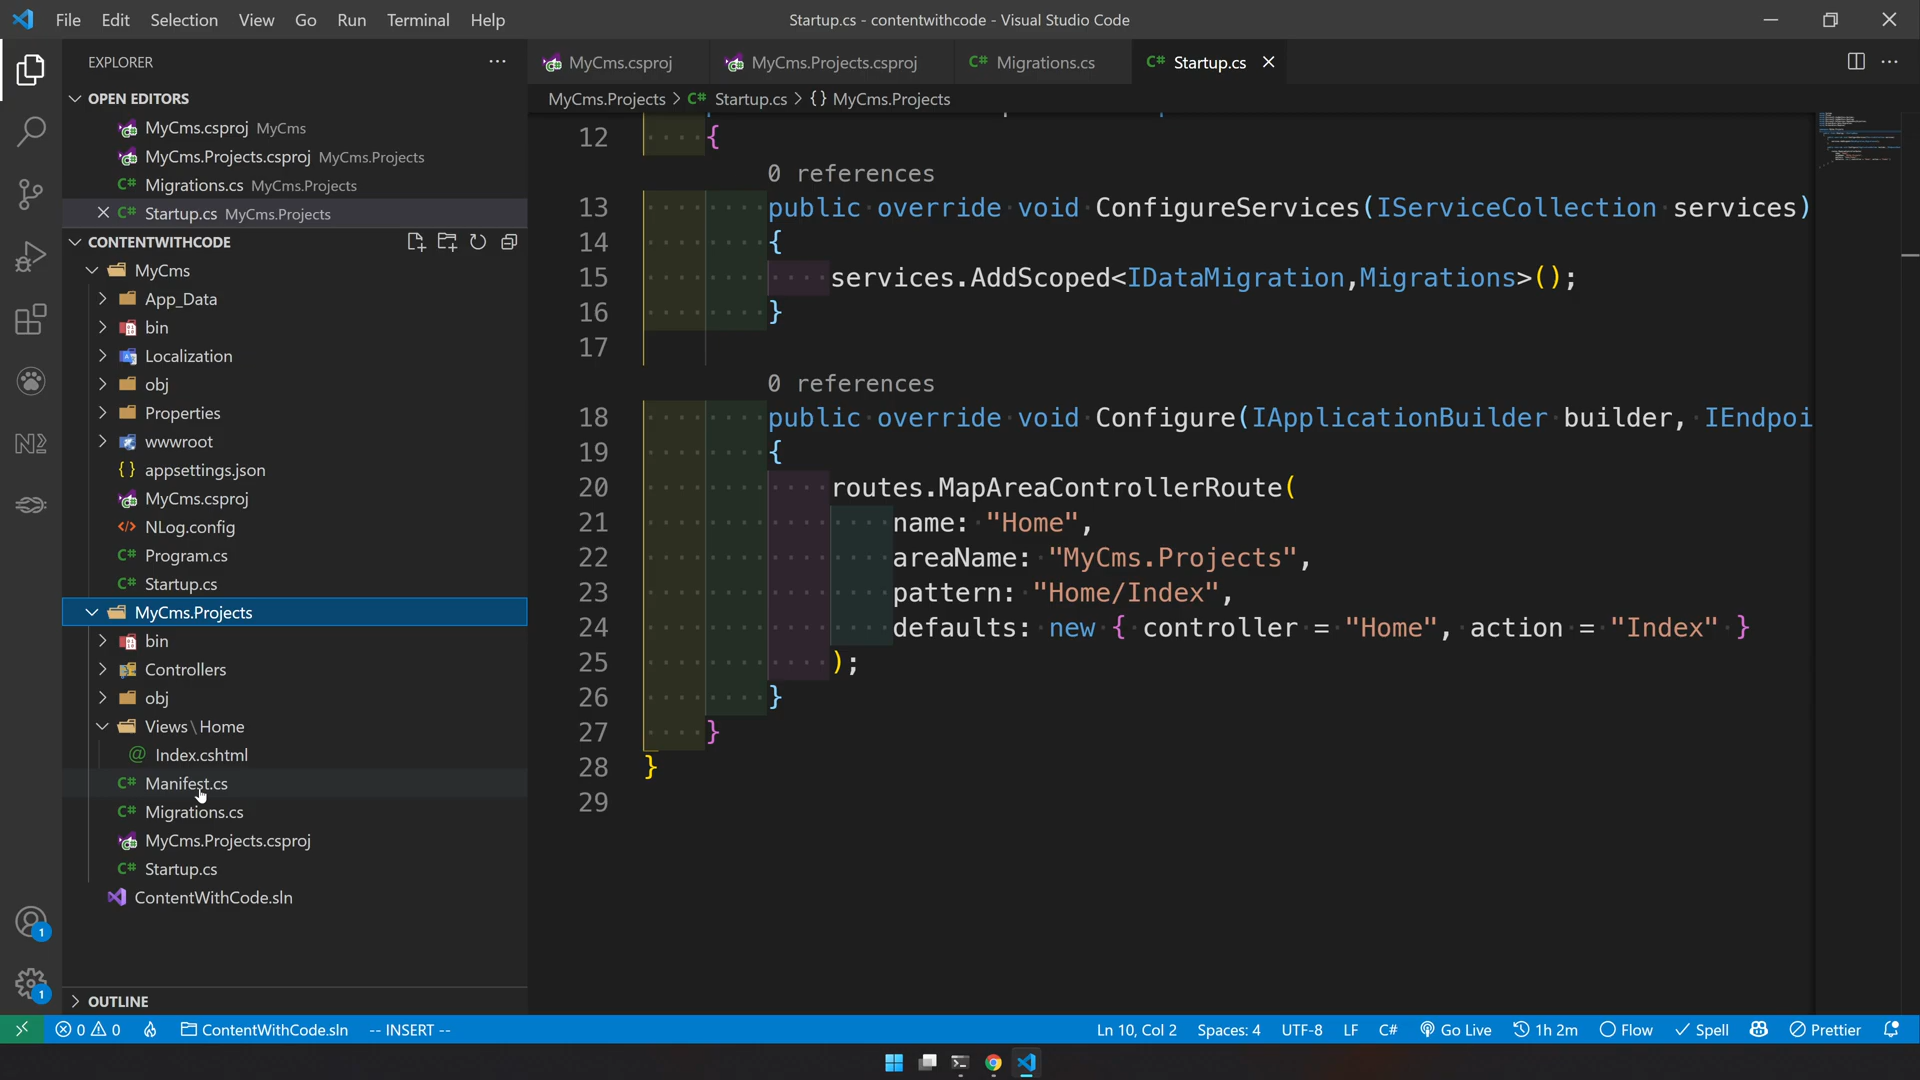 File Edit Selection View Go Run Terminal Help
Startup.cs - contentwithcode - Visual Studio Code
EXPLORER
OPEN EDITORS
MyCms.csproj MyCms
MyCms.Projects.csproj MyCms.Projects
Migrations.cs MyCms.Projects
Startup.cs MyCms.Projects
CONTENTWITHCODE
MyCms
App_Data
bin
Localization
obj
Properties
wwwroot
appsettings.json
MyCms.csproj
NLog.config
Program.cs
Startup.cs
MyCms.Projects
bin
Controllers
obj
Views\Home
Index.cshtml
Manifest.cs
Migrations.cs
MyCms.Projects.csproj
Startup.cs
ContentWithCode.sln
OUTLINE
MyCms.csproj MyCms.Projects.csproj C# Migrations.cs C# Startup.cs
MyCms.Projects > C# Startup.cs > {} MyCms.Projects
12 {
0 references
13 public override void ConfigureServices(IServiceCollection services)
14 {
15 services.AddScoped<IDataMigration,Migrations>();
16 }
17
0 references
18 public override void Configure(IApplicationBuilder builder, IEndpoi
19 {
20 routes.MapAreaControllerRoute(
21 name: "Home",
22 areaName: "MyCms.Projects",
23 pattern: "Home/Index",
24 defaults: new { controller = "Home", action = "Index" }
25 );
26 }
27 }
28 }
29
1
1
0 0 ContentWithCode.sln -- INSERT -- Ln 10, Col 2 Spaces: 4 UTF-8 LF C# Go Live 1h 2m Flow Spell Prettier